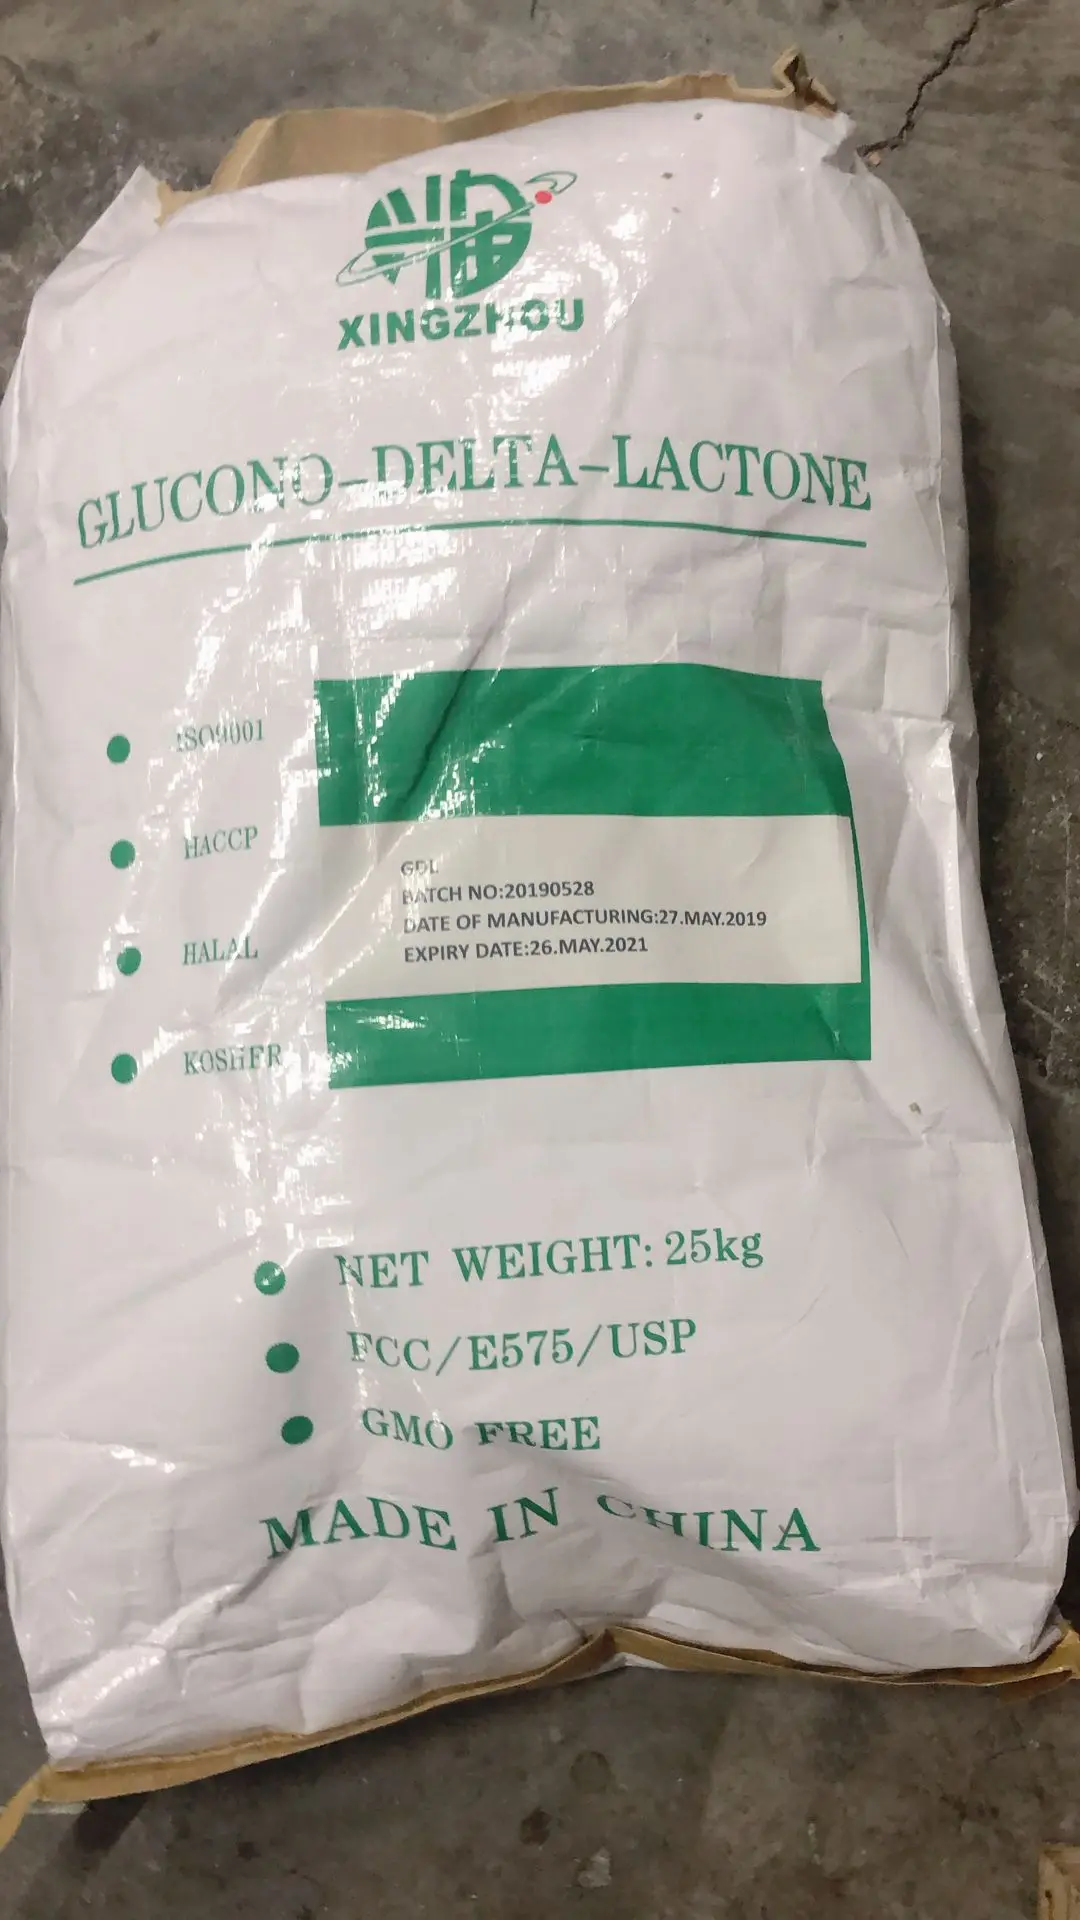 XINGZHOU
GLUCONO-DELTA-LACTONE
ISO9001
HACCP
HALAL
KOSHER
GDL
BATCH NO:20190528
DATE OF MANUFACTURING:27.MAY.2019
EXPIRY DATE:26.MAY.2021
NET WEIGHT: 25kg
FCC/E575/USP
GMO FREE
MADE IN CHINA